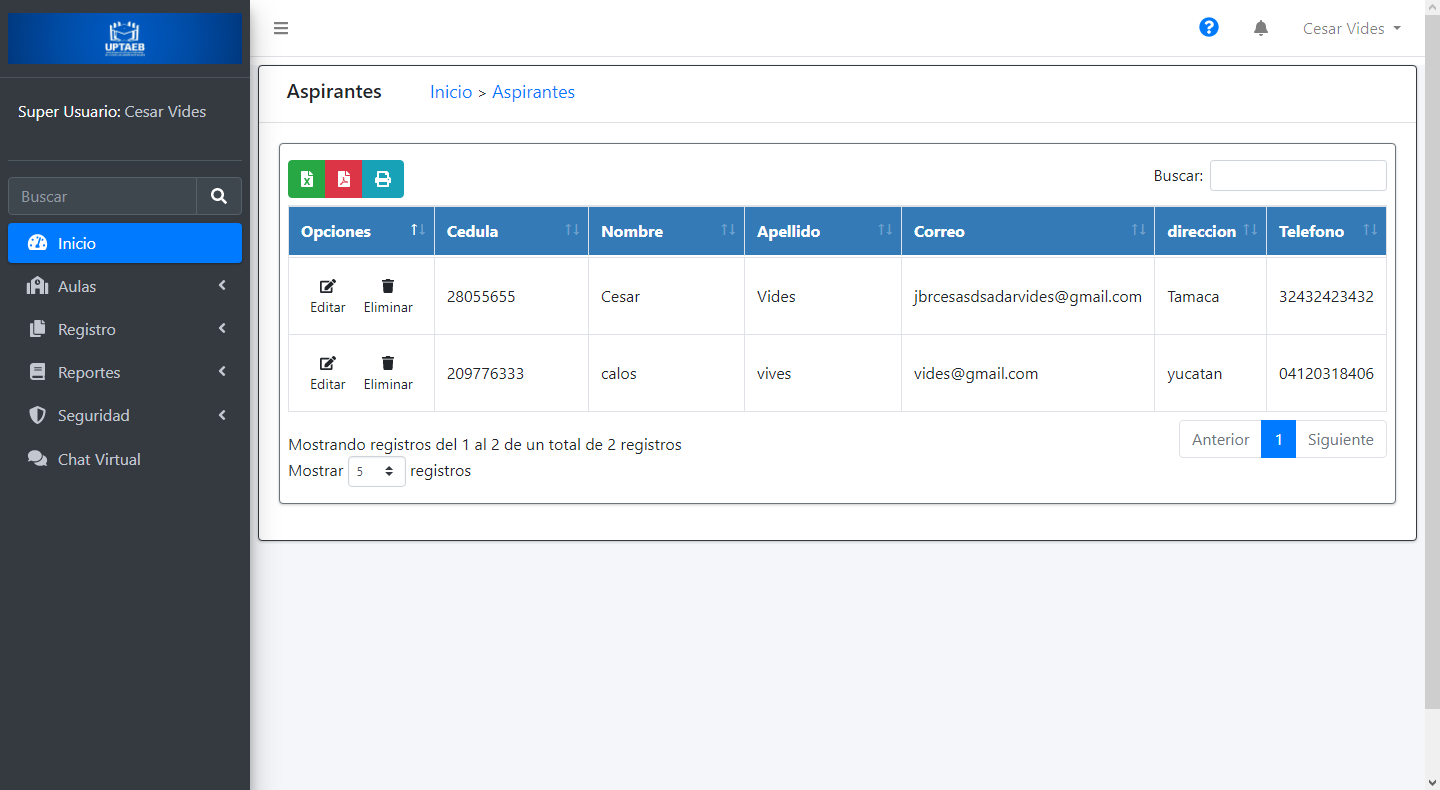 UPTAEB
Super Usuario: Cesar Vides
Buscar
Inicio
Aulas
Registro
Reportes
Seguridad
Chat Virtual
Cesar Vides
Aspirantes Inicio > Aspirantes
Buscar:
Opciones Cedula Nombre Apellido Correo direccion Telefono
Editar Eliminar 28055655 Cesar Vides jbrcesasdsadarvides@gmail.com Tamaca 32432423432
Editar Eliminar 209776333 calos vives vides@gmail.com yucatan 04120318406
Mostrando registros del 1 al 2 de un total de 2 registros
Mostrar 5 registros
Anterior 1 Siguiente